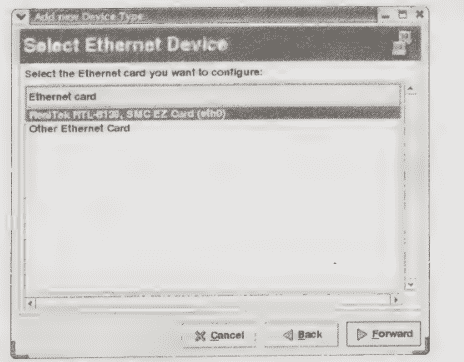 Add new Device Type
Select Ethernet Device
Select the Ethernet card you want to configure:
Ethernet card
RealTek RTL-8139, SMC EZ Card (eth0)
Other Ethernet Card
Cancel
Back
Forward